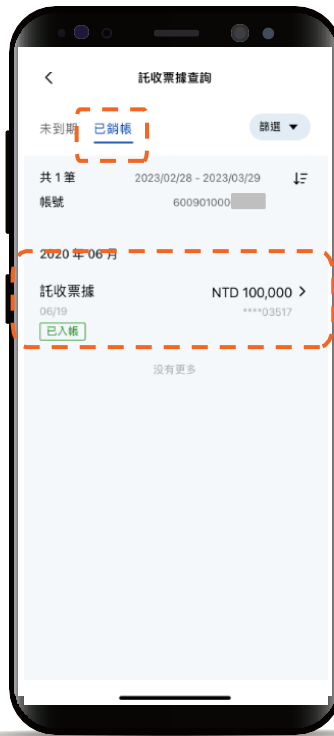 託收票據查詢
未到期 已銷帳 篩選
共 1 筆 2023/02/28 - 2023/03/29
帳號 600901000
2020 年 06 月
託收票據 NTD 100,000
06/19 ****03517
已入帳
沒有更多